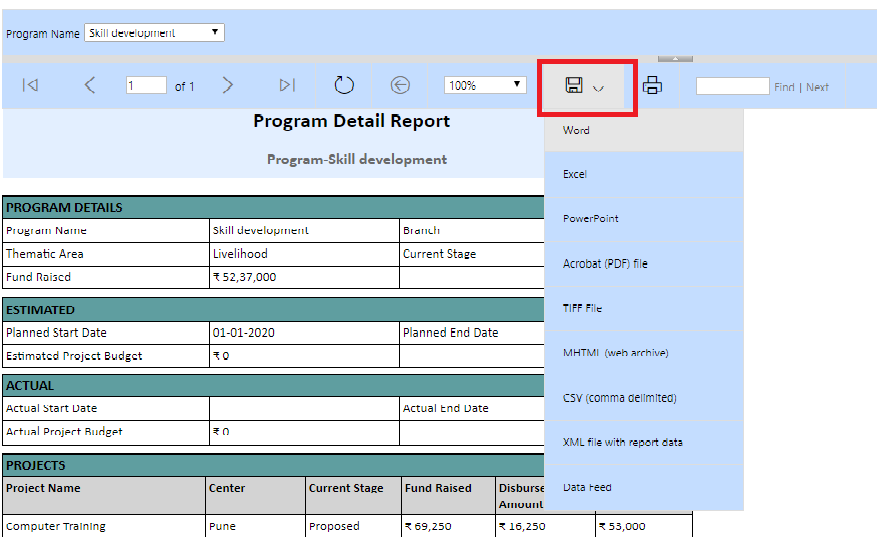 Program Name Skill development
1 of 1 100% Find | Next
Program Detail Report
Program-Skill development
Word
Excel
PowerPoint
Acrobat (PDF) file
TIFF File
MHTML (web archive)
CSV (comma delimited)
XML file with report data
Data Feed
PROGRAM DETAILS
Program Name Skill development Branch
Thematic Area Livelihood Current Stage
Fund Raised ₹ 52,37,000
ESTIMATED
Planned Start Date 01-01-2020 Planned End Date
Estimated Project Budget ₹ 0
ACTUAL
Actual Start Date Actual End Date
Actual Project Budget ₹ 0
PROJECTS
Project Name Center Current Stage Fund Raised Disburse
Amount
Computer Training Pune Proposed ₹ 69,250 ₹ 16,250 ₹ 53,000